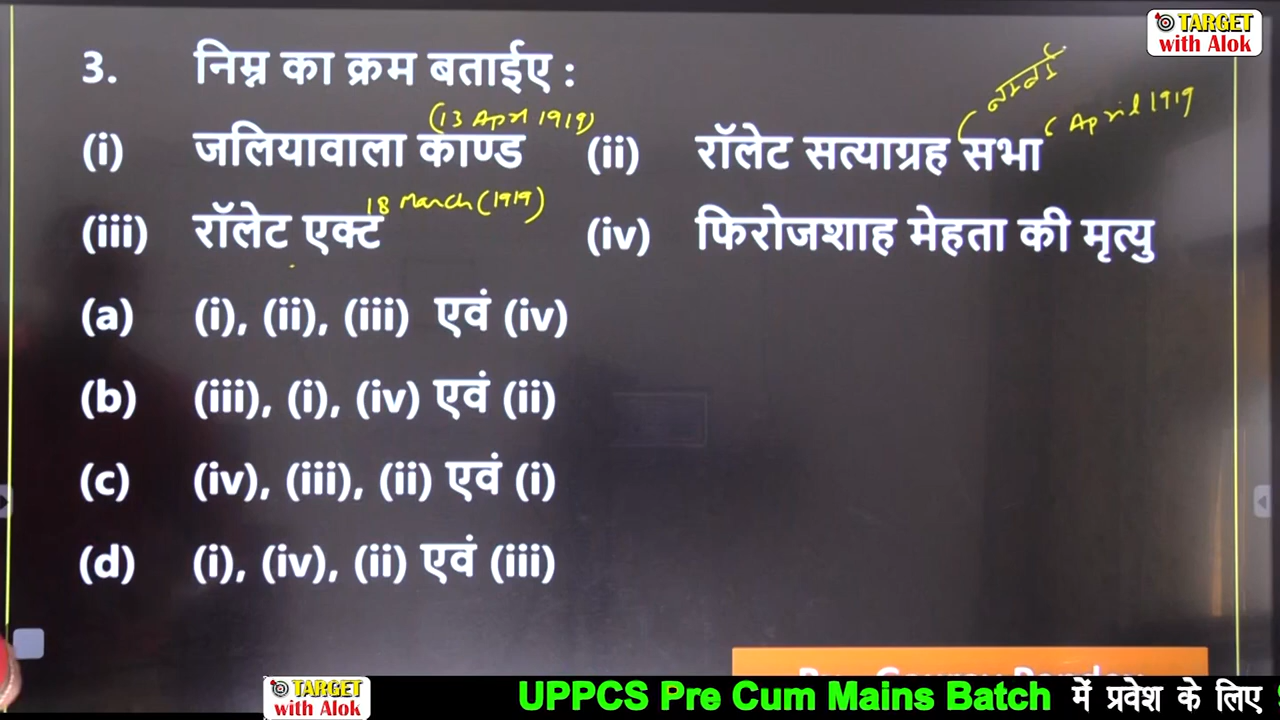 TARGET
with Alok
3. निम्न का क्रम बताईए :
(13 April 1919)
(i) जलियावाला काण्ड (ii) रॉलेट सत्याग्रह सभा ( April 1919
18 March (1919)
(iii) रॉलेट एक्ट (iv) फिरोजशाह मेहता की मृत्यु
(a) (i), (ii), (iii) एवं (iv)
(b) (iii), (i), (iv) एवं (ii)
(c) (iv), (iii), (ii) एवं (i)
(d) (i), (iv), (ii) एवं (iii)
TARGET
with Alok
UPPCS Pre Cum Mains Batch में प्रवेश के लिए